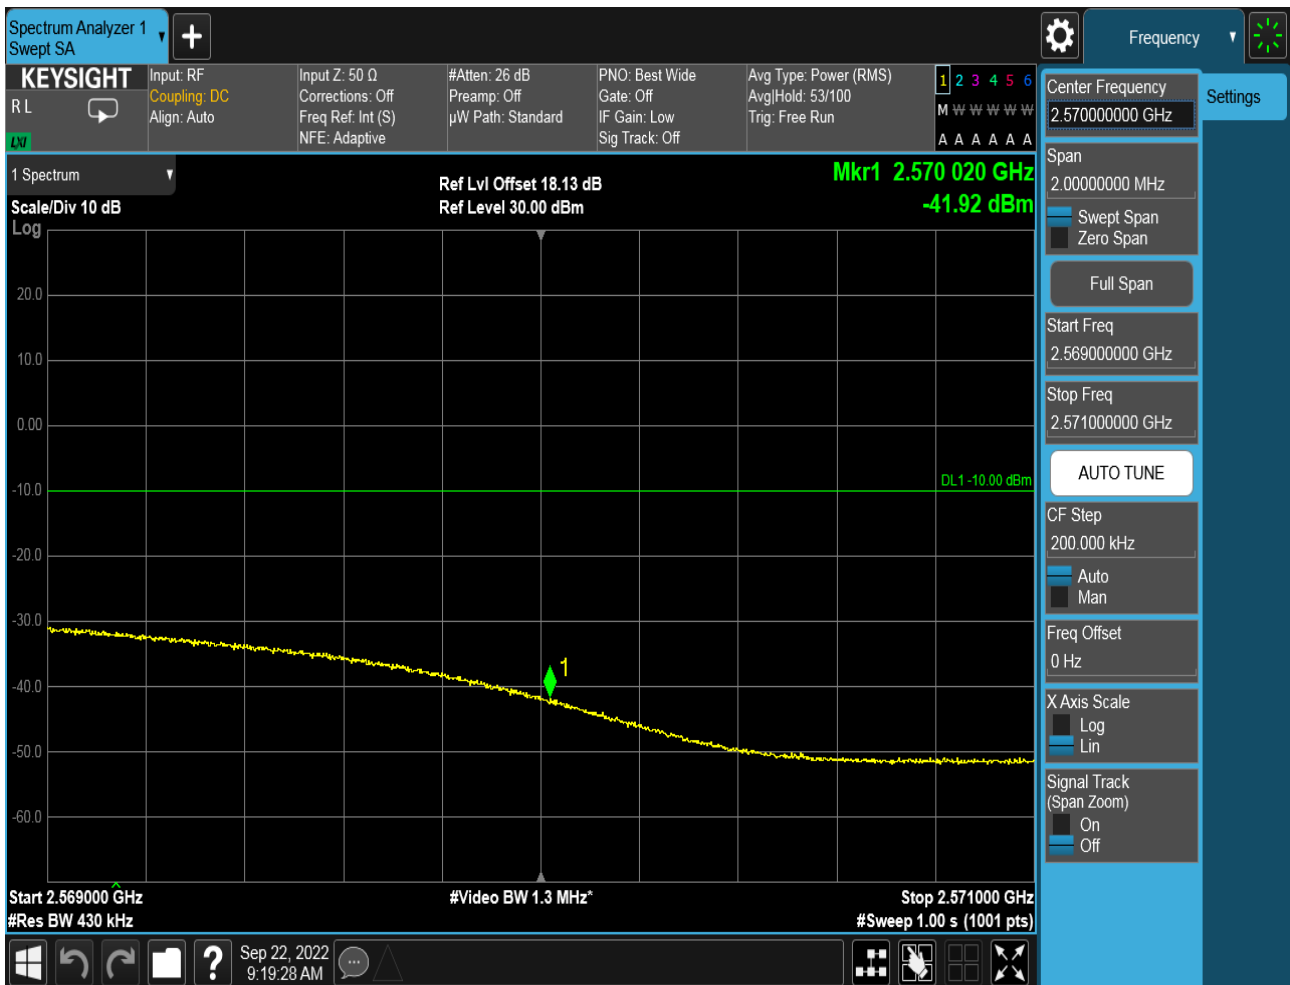 Spectrum Analyzer 1
Swept SA
Frequency
KEYSIGHT
R L
LXI
Input: RF
Coupling: DC
Align: Auto
Input Z: 50 Ω
Corrections: Off
Freq Ref: Int (S)
NFE: Adaptive
#Atten: 26 dB
Preamp: Off
µW Path: Standard
PNO: Best Wide
Gate: Off
IF Gain: Low
Sig Track: Off
Avg Type: Power (RMS)
Avg|Hold: 53/100
Trig: Free Run
1 2 3 4 5 6
M W W W W W
A A A A A A
1 Spectrum
Scale/Div 10 dB
Log
Ref Lvl Offset 18.13 dB
Ref Level 30.00 dBm
Mkr1 2.570 020 GHz
-41.92 dBm
20.0
10.0
0.00
-10.0
DL1 -10.00 dBm
-20.0
-30.0
1
-40.0
-50.0
-60.0
Start 2.569000 GHz
#Res BW 430 kHz
#Video BW 1.3 MHz*
Stop 2.571000 GHz
#Sweep 1.00 s (1001 pts)
Sep 22, 2022
9:19:28 AM
Center Frequency
2.570000000 GHz
Settings
Span
2.00000000 MHz
Swept Span
Zero Span
Full Span
Start Freq
2.569000000 GHz
Stop Freq
2.571000000 GHz
AUTO TUNE
CF Step
200.000 kHz
Auto
Man
Freq Offset
0 Hz
X Axis Scale
Log
Lin
Signal Track
(Span Zoom)
On
Off